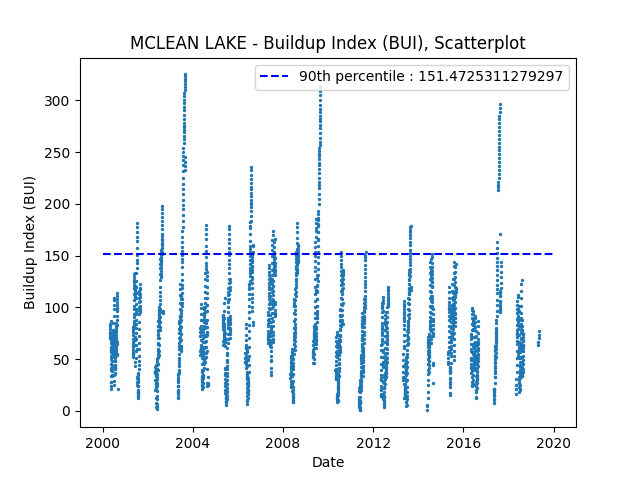 MCLEAN LAKE - Buildup Index (BUI), Scatterplot
90th percentile : 151.4725311279297
300
250
200
150
100
50
0
Buildup Index (BUI)
2000 2004 2008 2012 2016 2020
Date